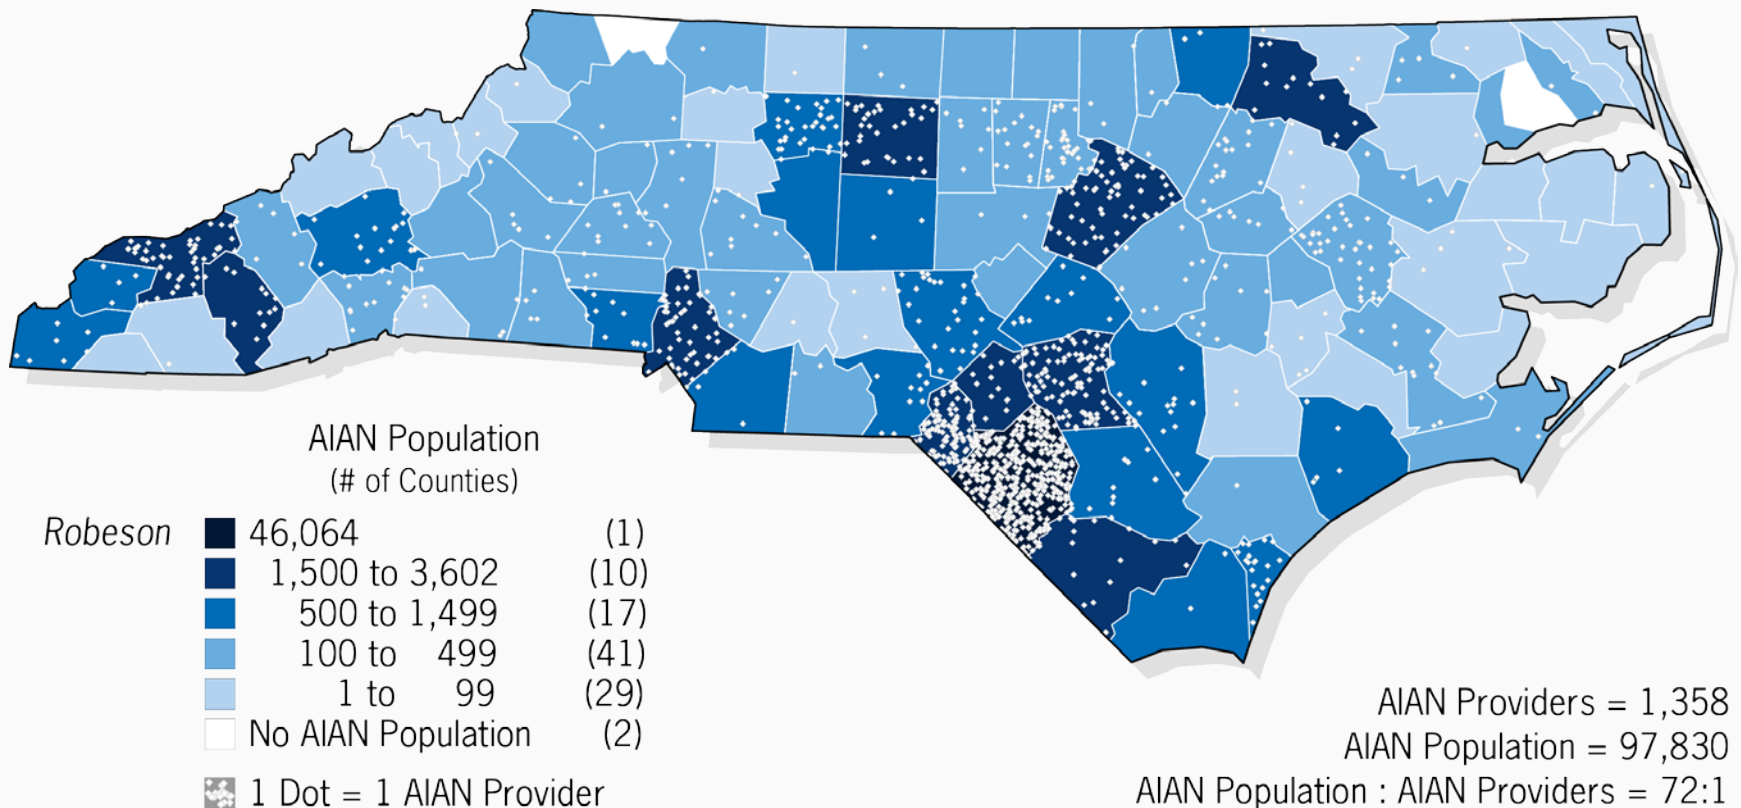 AIAN Population
(# of Counties)
Robeson 46,064 (1)
1,500 to 3,602 (10)
500 to 1,499 (17)
100 to 499 (41)
1 to 99 (29)
No AIAN Population (2)
1 Dot = 1 AIAN Provider
AIAN Providers = 1,358
AIAN Population = 97,830
AIAN Population : AIAN Providers = 72:1